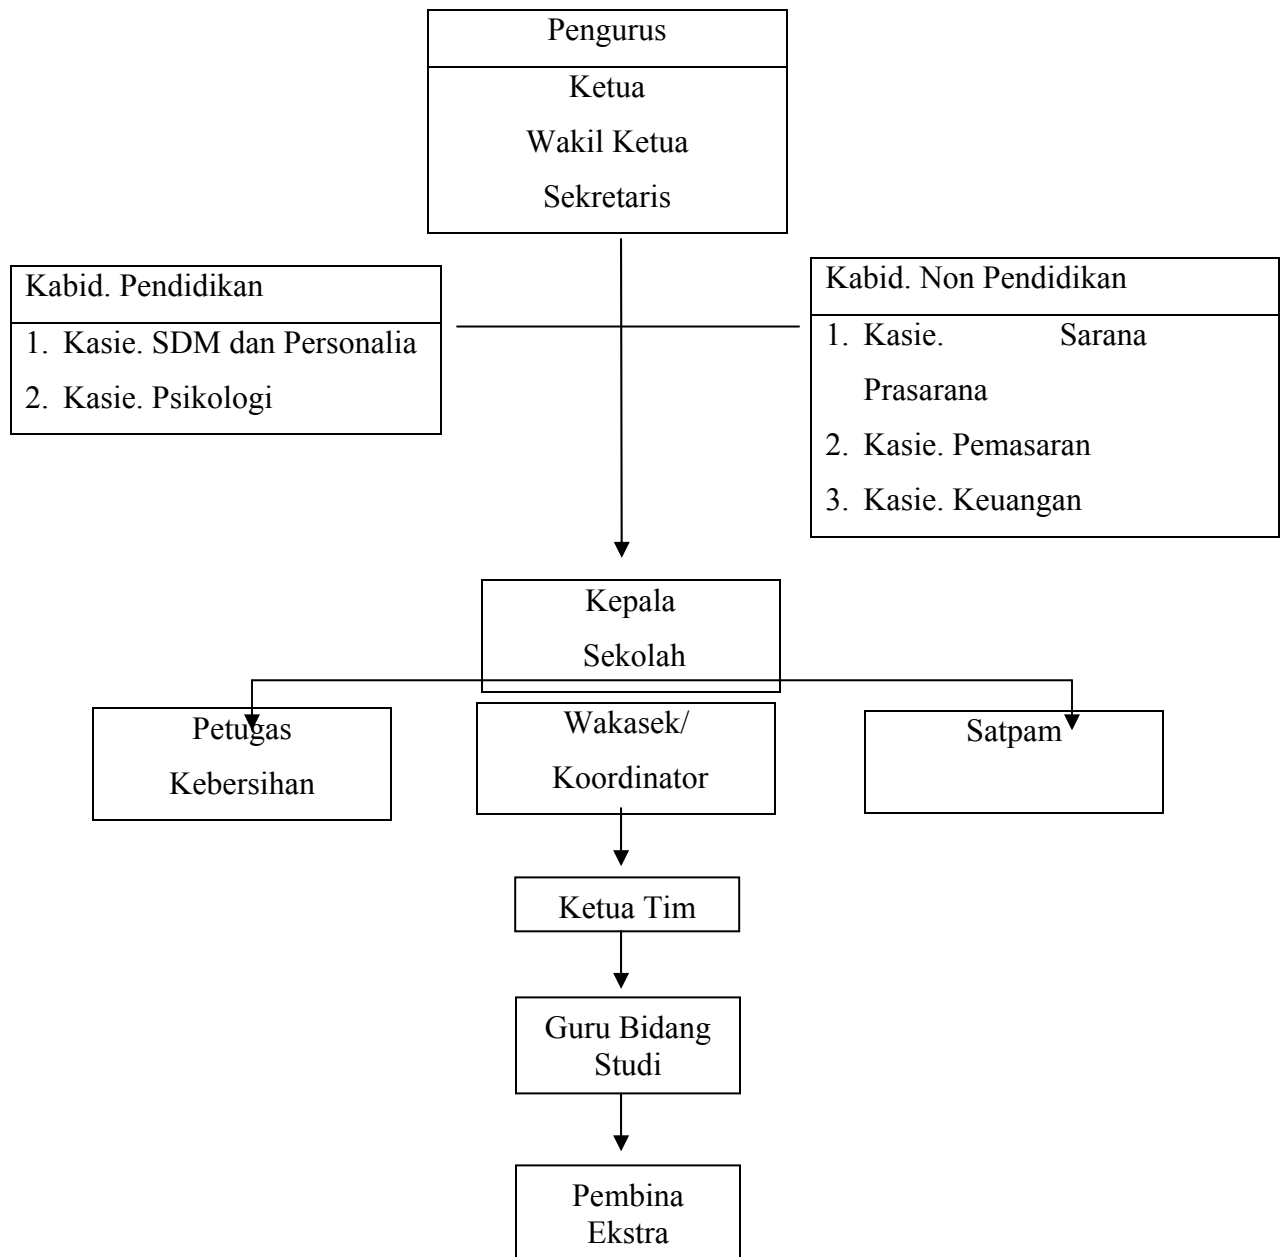 Pengurus
Ketua
Wakil Ketua
Sekretaris
Kabid. Pendidikan
1. Kasie. SDM dan Personalia
2. Kasie. Psikologi
Kabid. Non Pendidikan
1. Kasie. Sarana
Prasarana
2. Kasie. Pemasaran
3. Kasie. Keuangan
Kepala
Sekolah
Petugas
Kebersihan
Wakasek/
Koordinator
Satpam
Ketua Tim
Guru Bidang
Studi
Pembina
Ekstra